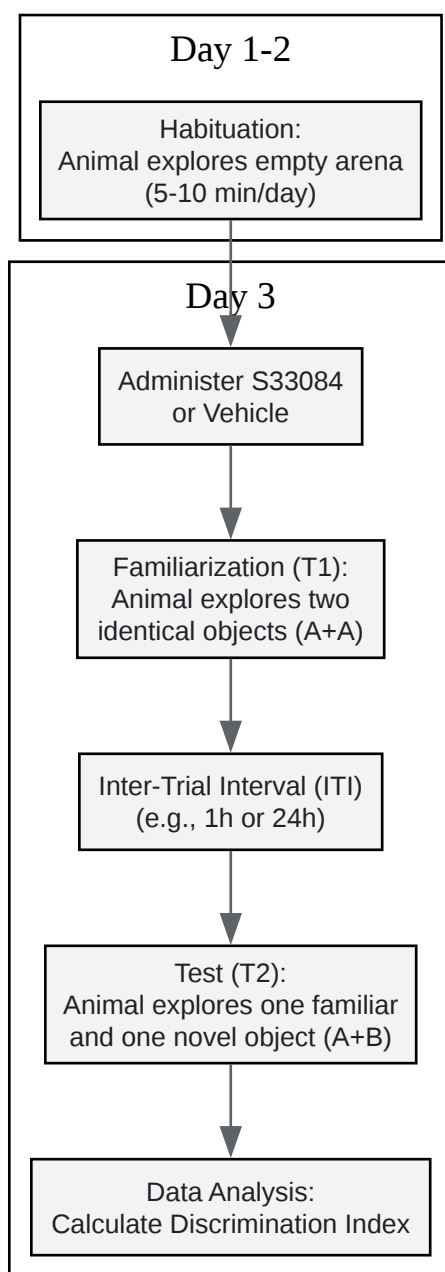 Day 1-2
Habituation:
Animal explores empty arena
(5-10 min/day)
Day 3
Administer S33084
or Vehicle
Familiarization (T1):
Animal explores two
identical objects (A+A)
Inter-Trial Interval (ITI)
(e.g., 1h or 24h)
Test (T2):
Animal explores one familiar
and one novel object (A+B)
Data Analysis:
Calculate Discrimination Index